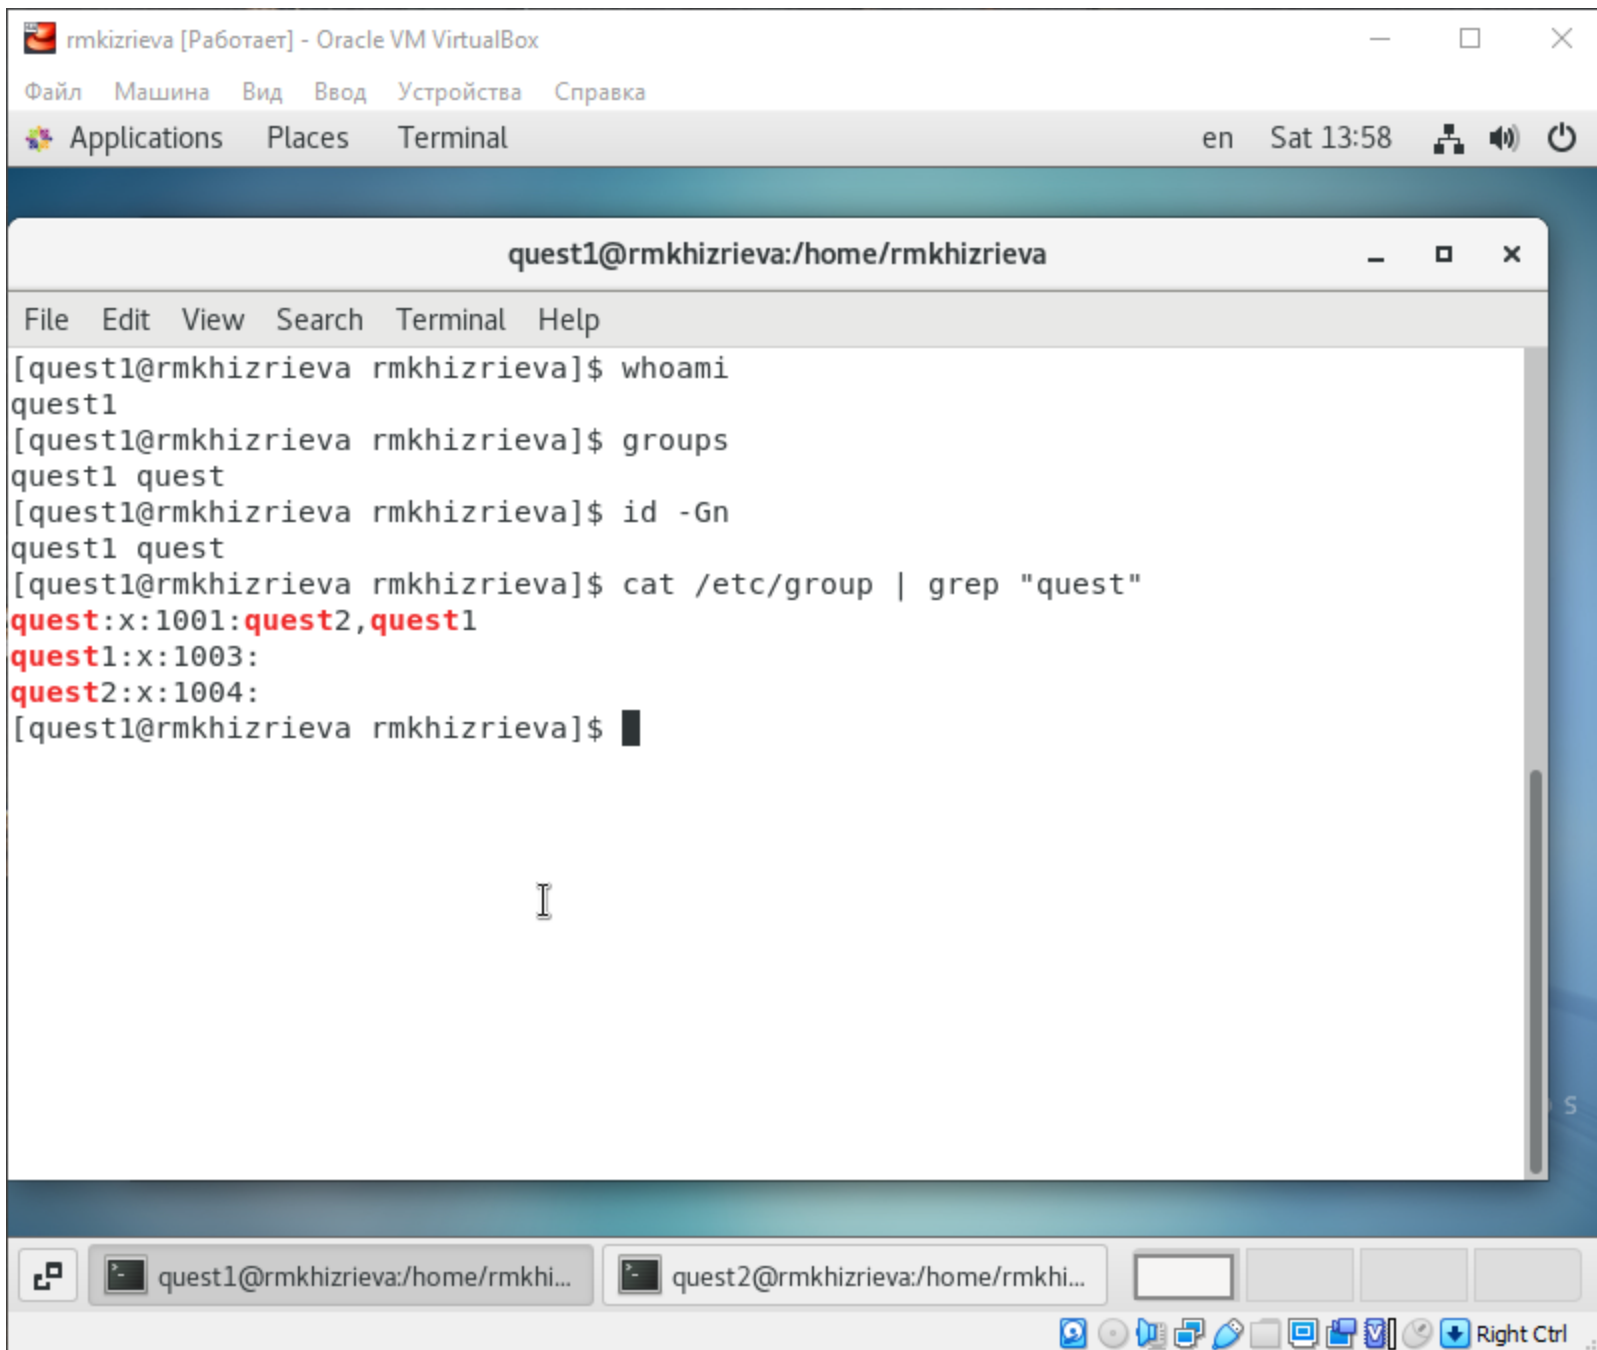 rmkizrieva [Работает] - Oracle VM VirtualBox
Файл Машина Вид Ввод Устройства Справка
Applications Places Terminal en Sat 13:58
quest1@rmkhizrieva:/home/rmkhizrieva
File Edit View Search Terminal Help
[quest1@rmkhizrieva rmkhizrieva]$ whoami
quest1
[quest1@rmkhizrieva rmkhizrieva]$ groups
quest1 quest
[quest1@rmkhizrieva rmkhizrieva]$ id -Gn
quest1 quest
[quest1@rmkhizrieva rmkhizrieva]$ cat /etc/group | grep "quest"
quest:x:1001:quest2,quest1
quest1:x:1003:
quest2:x:1004:
[quest1@rmkhizrieva rmkhizrieva]$
S
quest1@rmkhizrieva:/home/rmkhi... quest2@rmkhizrieva:/home/rmkhi...
Right Ctrl